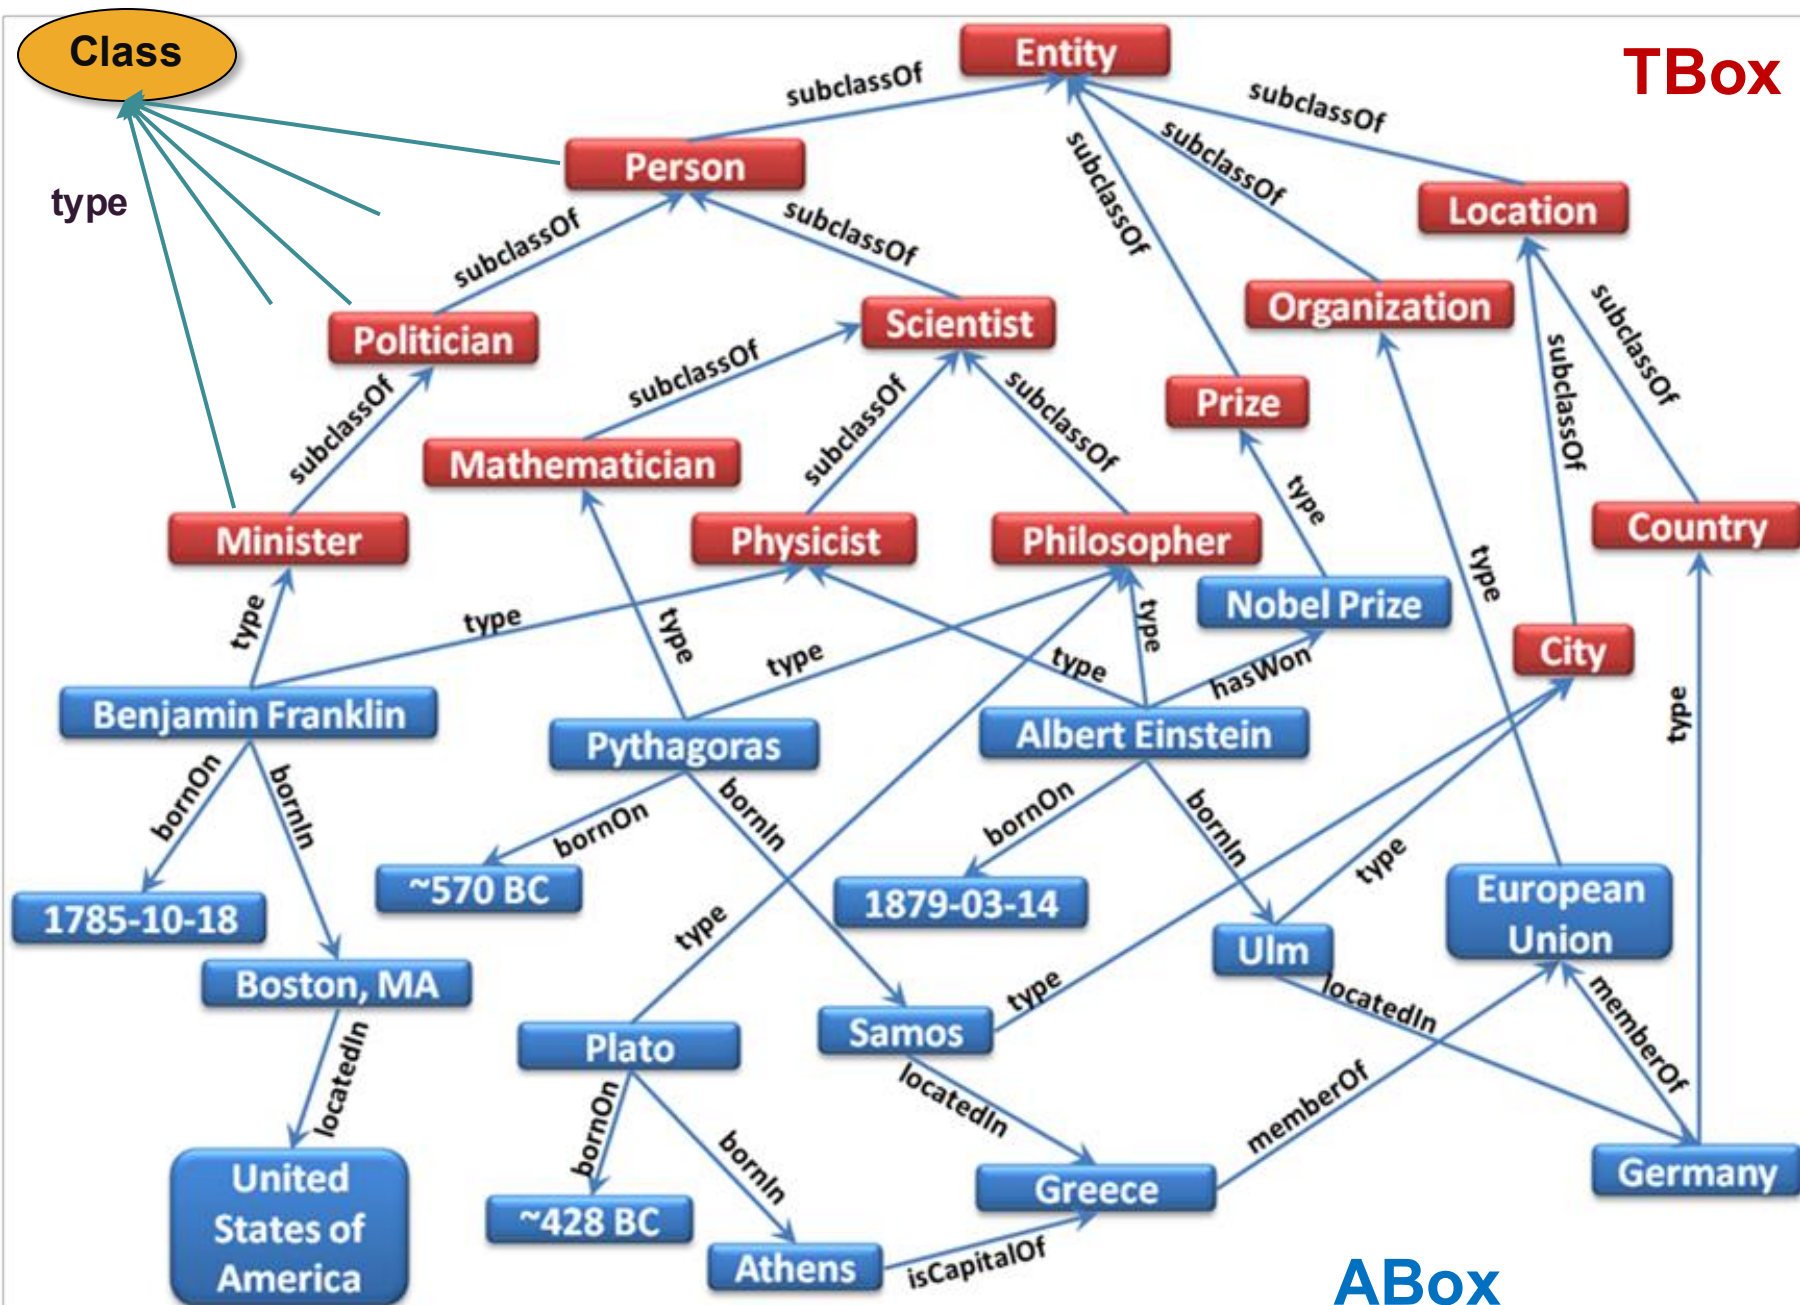 Class
Entity
TBox
subclassOf
subclassOf
Person
subclassOf
subclassOf
type
Location
subclassOf
subclassOf
subclassOf
Organization
Politician
Scientist
subclassOf
subclassOf
subclassOf
Prize
subclassOf
subclassOf
subclassOf
Mathematician
subclassOf
type
Minister
Physicist
Philosopher
Country
type
Nobel Prize
type
type
type
type
City
type
type
hasWon
type
Benjamin Franklin
Pythagoras
Albert Einstein
bornOn
bornIn
bornOn
bornIn
bornOn
bornIn
type
~570 BC
1879-03-14
European
Union
1785-10-18
type
Ulm
Boston, MA
type
locatedIn
memberOf
Samos
Plato
locatedIn
locatedIn
memberOf
bornOn
bornIn
United
States of
America
Greece
Germany
~428 BC
Athens
isCapitalOf
ABox